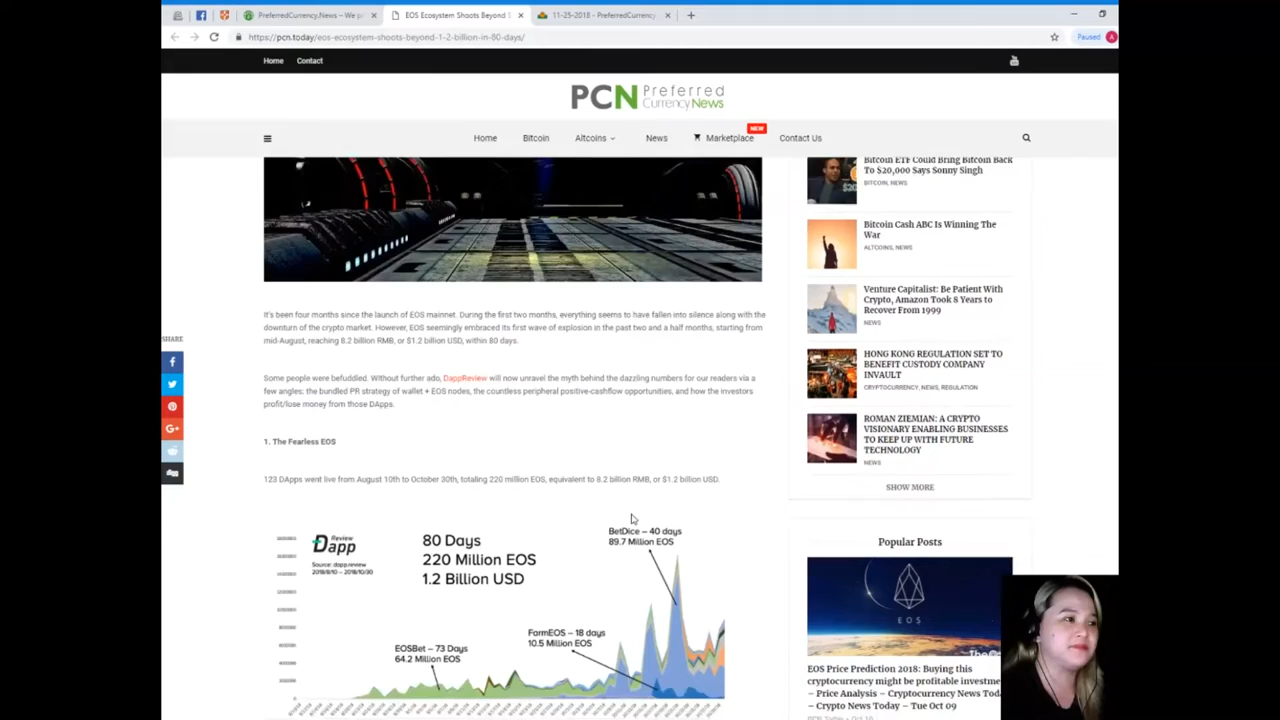 PreferredCurrency.News – We pr
EOS Ecosystem Shoots Beyond 1
11-25-2018 - PreferredCurrency
https://pcn.today/eos-ecosystem-shoots-beyond-1-2-billion-in-80-days/
Paused
A
Home Contact
PCN Preferred
Currency News
Home Bitcoin Altcoins News Marketplace Contact Us
NEW
It's been four months since the launch of EOS mainnet. During the first two months, everything seems to have fallen into silence along with the
downturn of the crypto market. However, EOS seemingly embraced its first wave of explosion in the past two and a half months, starting from
mid-August, reaching 8.2 billion RMB, or $1.2 billion USD, within 80 days.
SHARE
Some people were befuddled. Without further ado, DappReview will now unravel the myth behind the dazzling numbers for our readers via a
few angles; the bundled PR strategy of wallet + EOS nodes, the countless peripheral positive-cashflow opportunities, and how the investors
profit/lose money from those DApps.
1. The Fearless EOS
123 DApps went live from August 10th to October 30th, totaling 220 million EOS, equivalent to 8.2 billion RMB, or $1.2 billion USD.
Review
Dapp
Source: dapp.review
2018/8/10 – 2018/10/30
80 Days
220 Million EOS
1.2 Billion USD
BetDice – 40 days
89.7 Million EOS
FarmEOS – 18 days
10.5 Million EOS
EOSBet – 73 Days
64.2 Million EOS
Bitcoin ETF Could Bring Bitcoin Back
To $20,000 Says Sonny Singh
BITCOIN, NEWS
Bitcoin Cash ABC Is Winning The
War
ALTCOINS, NEWS
Venture Capitalist: Be Patient With
Crypto, Amazon Took 8 Years to
Recover From 1999
NEWS
HONG KONG REGULATION SET TO
BENEFIT CUSTODY COMPANY
INVAULT
CRYPTOCURRENCY, NEWS, REGULATION
ROMAN ZIEMIAN: A CRYPTO
VISIONARY ENABLING BUSINESSES
TO KEEP UP WITH FUTURE
TECHNOLOGY
NEWS
SHOW MORE
Popular Posts
EOS
EOS Price Prediction 2018: Buying this
cryptocurrency might be profitable investme
– Price Analysis – Cryptocurrency News Tod
– Crypto News Today – Tue Oct 09